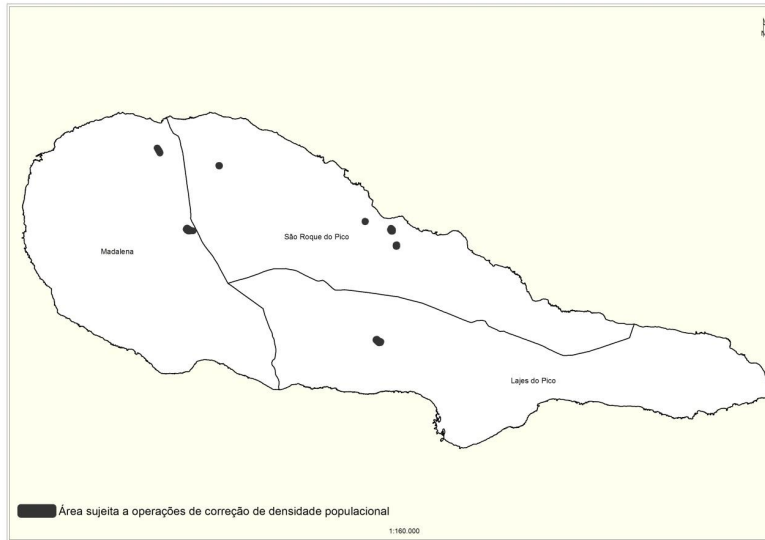 São Roque do Pico
Madalena
Lajes do Pico
Área sujeita a operações de correção de densidade populacional
1:160.000